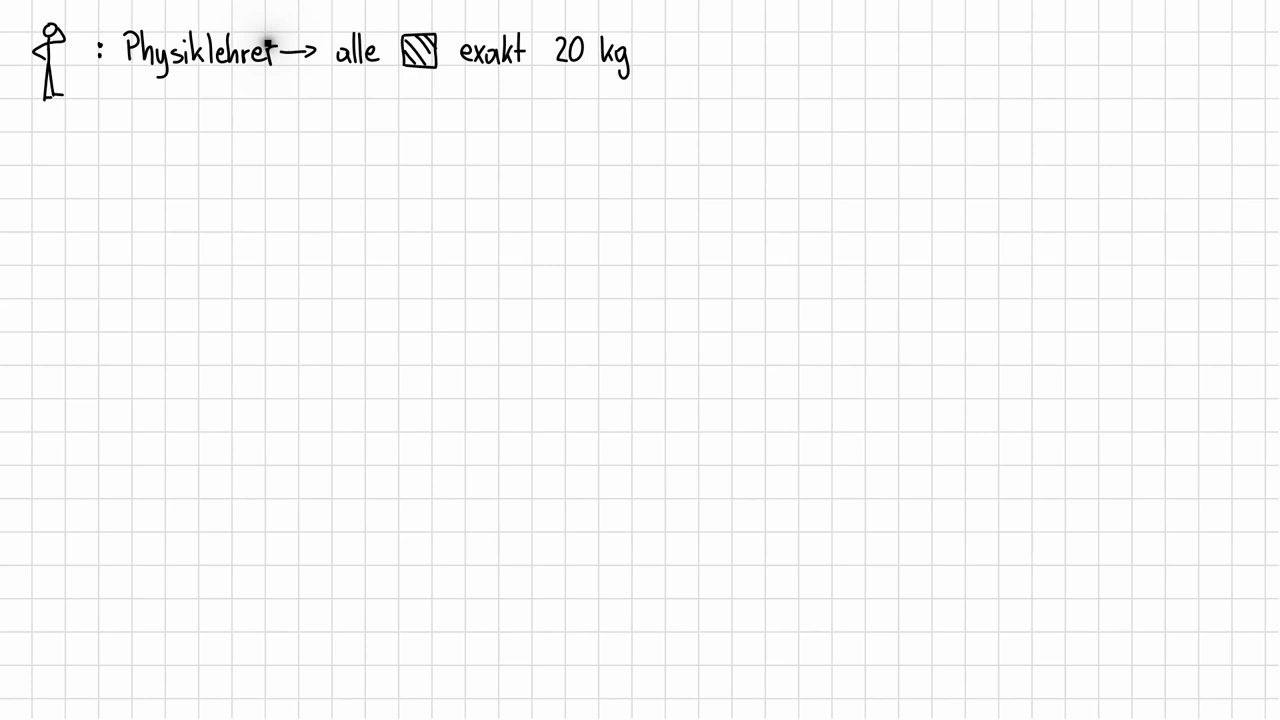 : Physiklehrer → alle exakt 20 kg